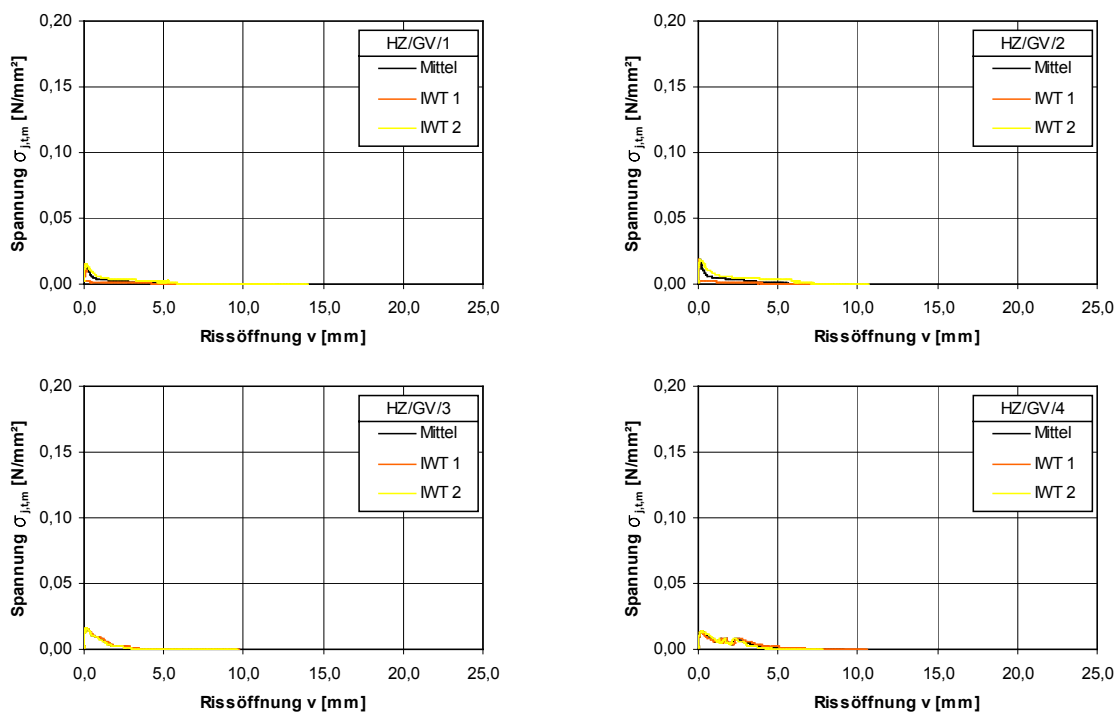 HZ/GV/1
Mittel
IWT 1
IWT 2
Spannung σj,t,m [N/mm²]
0,20
0,15
0,10
0,05
0,00
0,0 5,0 10,0 15,0 20,0 25,0
Rissöffnung v [mm]
HZ/GV/2
Mittel
IWT 1
IWT 2
Spannung σj,t,m [N/mm²]
0,20
0,15
0,10
0,05
0,00
0,0 5,0 10,0 15,0 20,0 25,0
Rissöffnung v [mm]
HZ/GV/3
Mittel
IWT 1
IWT 2
Spannung σj,t,m [N/mm²]
0,20
0,15
0,10
0,05
0,00
0,0 5,0 10,0 15,0 20,0 25,0
Rissöffnung v [mm]
HZ/GV/4
Mittel
IWT 1
IWT 2
Spannung σj,t,m [N/mm²]
0,20
0,15
0,10
0,05
0,00
0,0 5,0 10,0 15,0 20,0 25,0
Rissöffnung v [mm]